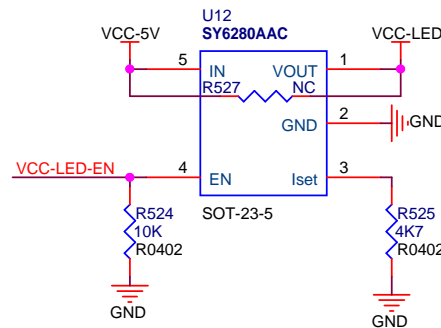 U12
SY6280AAC
VCC-5V
VCC-LED
5
IN
VOUT
1
R527
NC
GND
2
GND
VCC-LED-EN
4
EN
Iset
3
R524
10K
R0402
SOT-23-5
R525
4K7
R0402
GND
GND